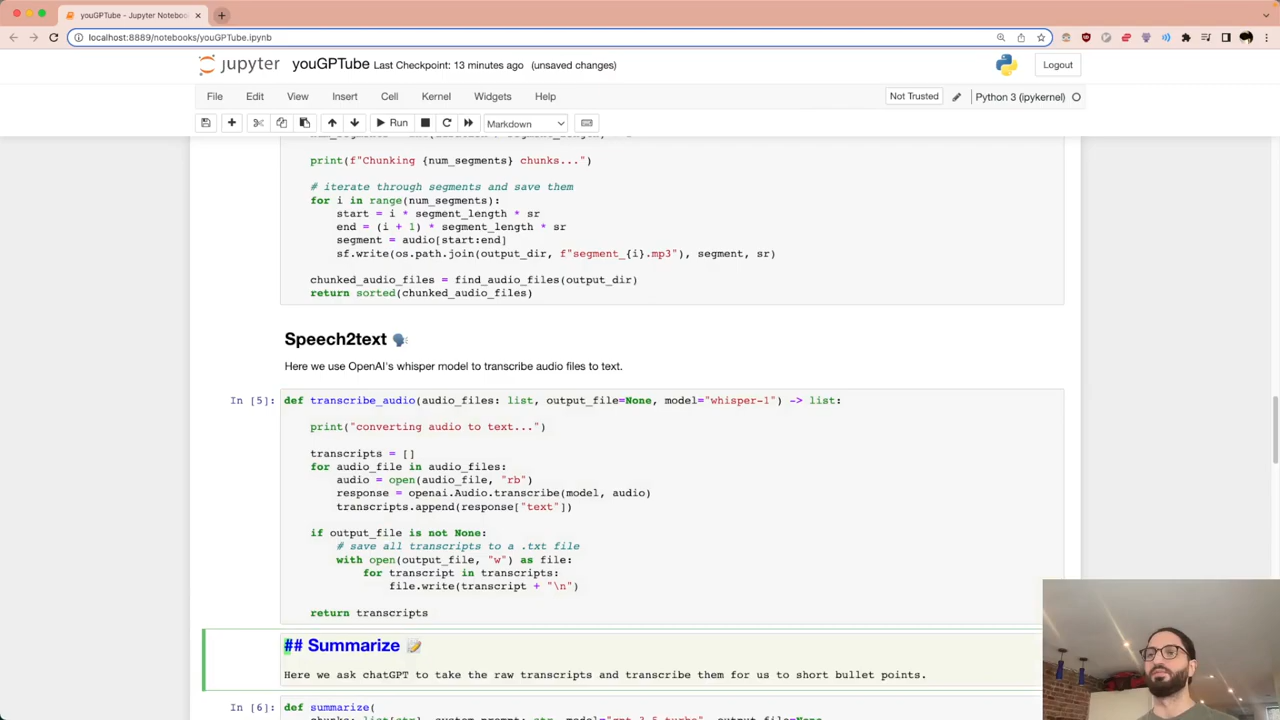 youGPTube - Jupyter Noteboo
localhost:8889/notebooks/youGPTube.ipynb
jupyter youGPTube Last Checkpoint: 13 minutes ago (unsaved changes) Logout
File Edit View Insert Cell Kernel Widgets Help Not Trusted Python 3 (ipykernel)
Run Markdown
print(f"Chunking {num_segments} chunks...")
# iterate through segments and save them
for i in range(num_segments):
start = i * segment_length * sr
end = (i + 1) * segment_length * sr
segment = audio[start:end]
sf.write(os.path.join(output_dir, f"segment_{i}.mp3"), segment, sr)
chunked_audio_files = find_audio_files(output_dir)
return sorted(chunked_audio_files)
Speech2text 🗣️
Here we use OpenAI's whisper model to transcribe audio files to text.
In [5]: def transcribe_audio(audio_files: list, output_file=None, model="whisper-1") -> list:
print("converting audio to text...")
transcripts = []
for audio_file in audio_files:
audio = open(audio_file, "rb")
response = openai.Audio.transcribe(model, audio)
transcripts.append(response["text"])
if output_file is not None:
# save all transcripts to a .txt file
with open(output_file, "w") as file:
for transcript in transcripts:
file.write(transcript + "\n")
return transcripts
## Summarize 📝
Here we ask chatGPT to take the raw transcripts and transcribe them for us to short bullet points.
In [6]: def summarize(